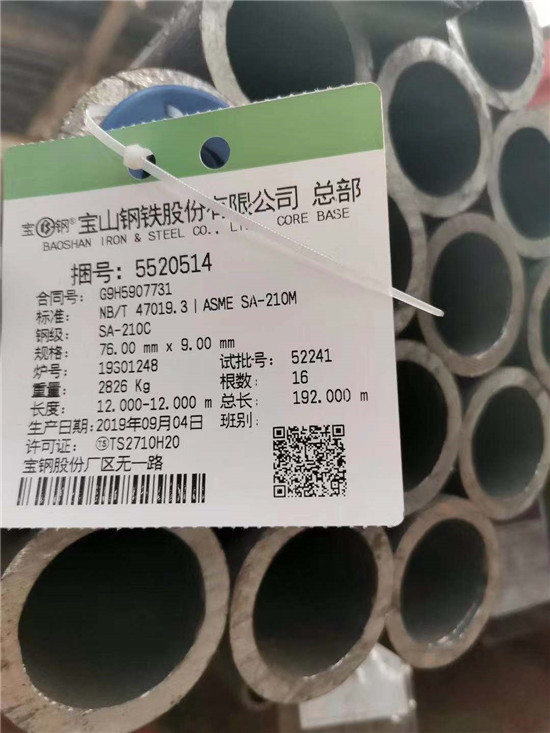 宝钢® 宝山钢铁股份有限公司 总部
BAOSHAN IRON & STEEL CO., CORE BASE
捆号: 5520514
合同号: G9H5907731
标准: NB/T 47019.3 | ASME SA-210M
钢级: SA-210C
规格: 76.00 mm x 9.00 mm
炉号: 19301248 试批号: 52241
重量: 2826 Kg 根数: 16
长度: 12.000-12.000 m 总长: 192.000 m
生产日期: 2019年09月04日 班别:
许可证: TS TS2710H20
宝钢股份厂区无一路